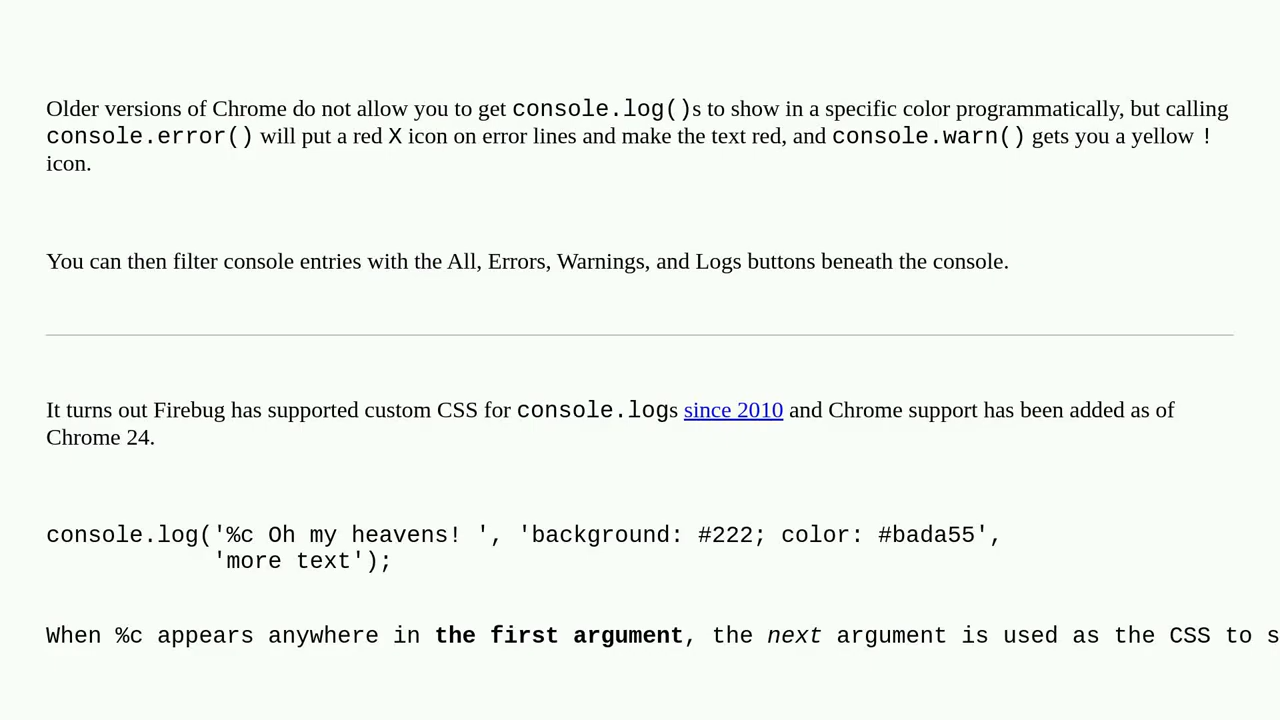 Older versions of Chrome do not allow you to get console.log()s to show in a specific color programmatically, but calling
console.error() will put a red X icon on error lines and make the text red, and console.warn() gets you a yellow !
icon.
You can then filter console entries with the All, Errors, Warnings, and Logs buttons beneath the console.
It turns out Firebug has supported custom CSS for console.logs since 2010 and Chrome support has been added as of
Chrome 24.
console.log('%c Oh my heavens! ', 'background: #222; color: #bada55',
'more text');
When %c appears anywhere in the first argument, the next argument is used as the CSS to s